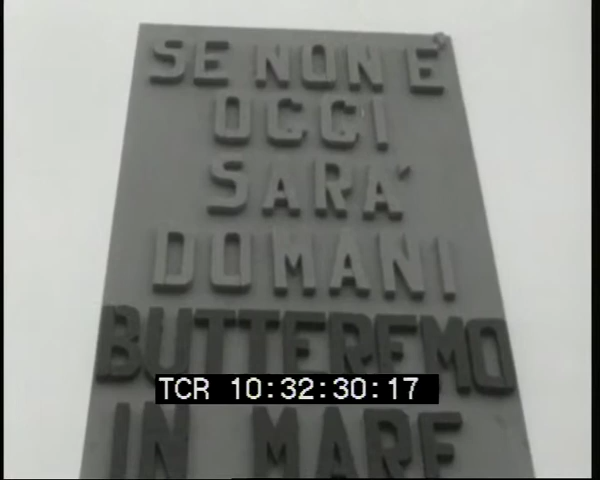 SE NON E'
OGGI
SARA'
DOMANI
BUTTEREMO
IN MARE
TCR 10:32:30:17